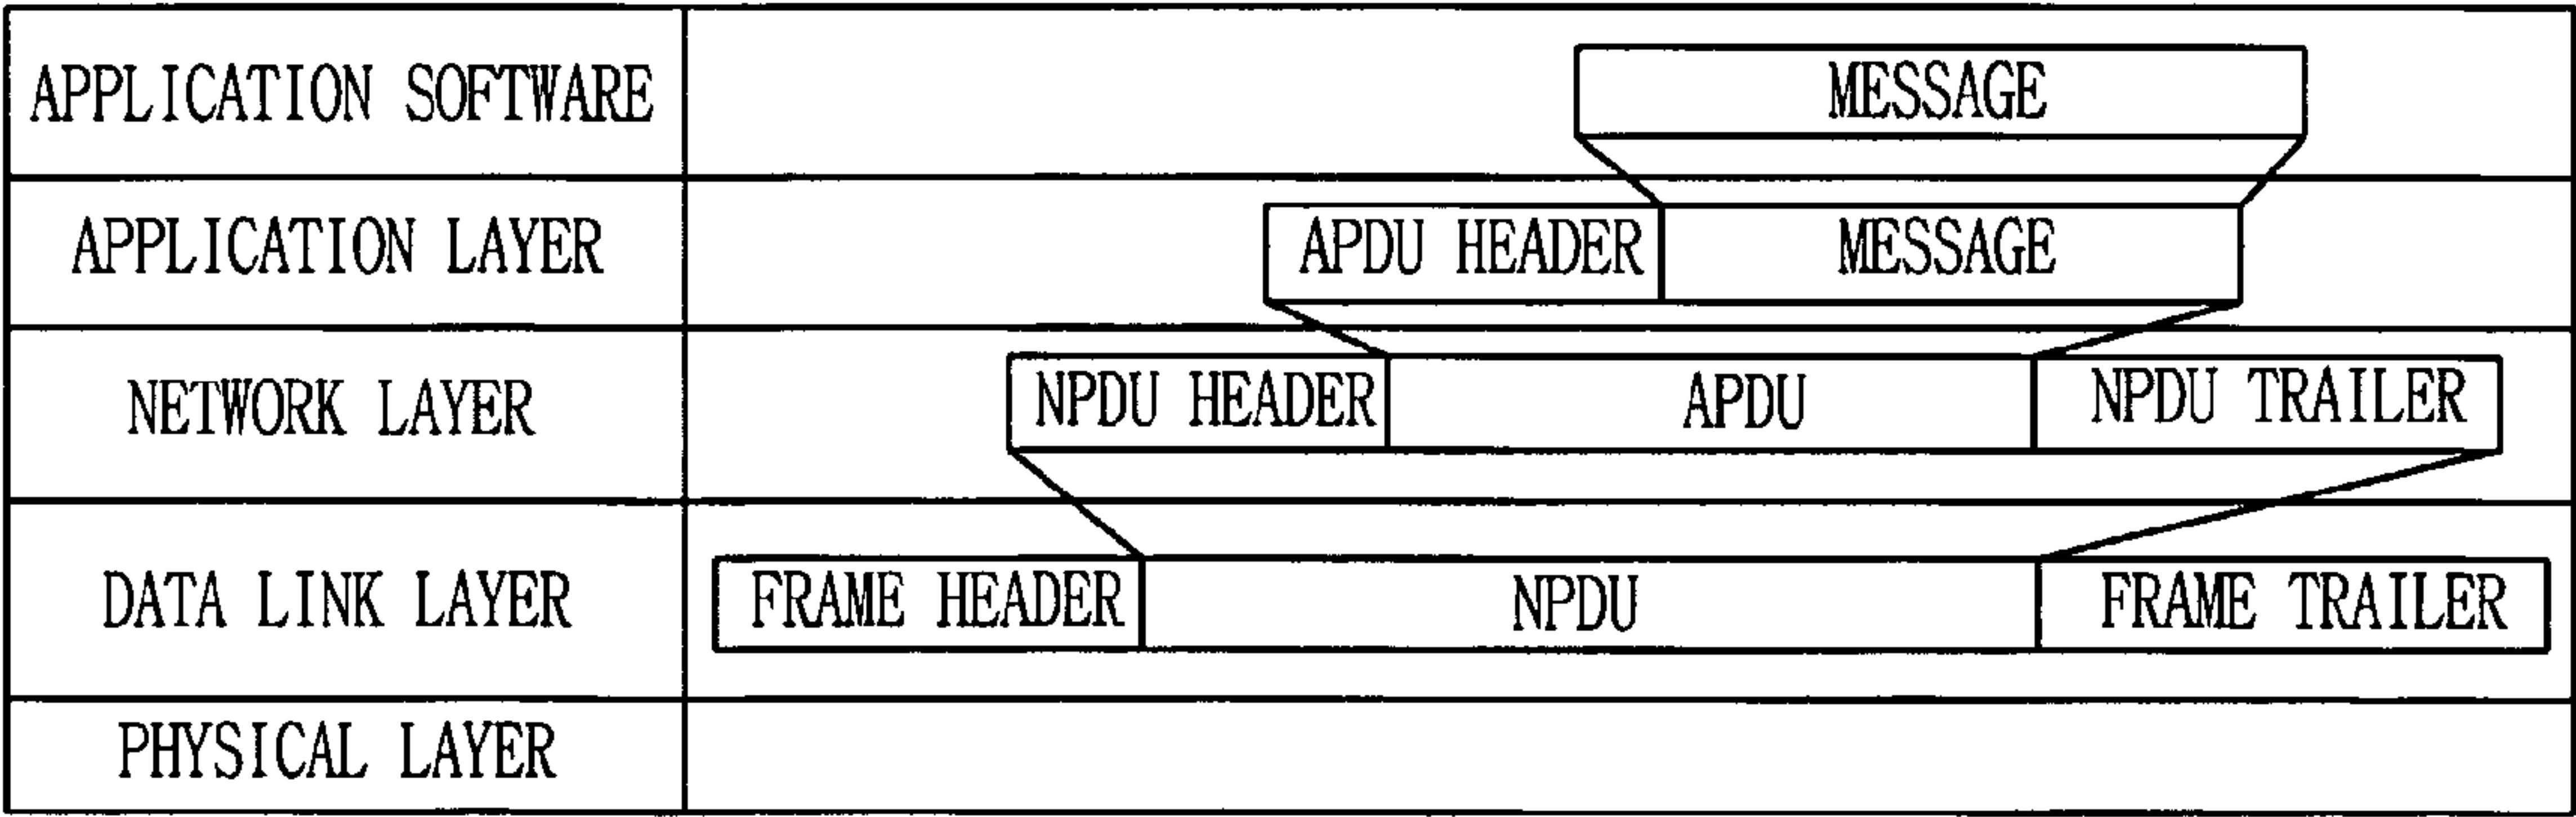 APPLICATION SOFTWARE
MESSAGE
APPLICATION LAYER
APDU HEADER
MESSAGE
NETWORK LAYER
NPDU HEADER
APDU
NPDU TRAILER
DATA LINK LAYER
FRAME HEADER
NPDU
FRAME TRAILER
PHYSICAL LAYER